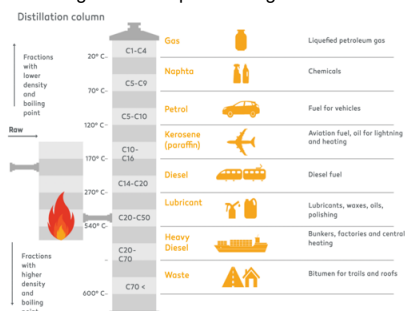 Distillation column
Fractions
with
lower
density
and
boiling
point
Raw
Fractions
with
higher
density
and
boiling
20° C
70° C
120° C
170° C
270° C
540° C
600° C
C1-C4
C5-C9
C5-C10
C10-
C16
C14-C20
C20-C50
C20-
C70
C70 <
Gas
Liquefied petroleum gas
Naphta
Chemicals
Petrol
Fuel for vehicles
Kerosene
(paraffin)
Aviation fuel, oil for lightning
and heating
Diesel
Diesel fuel
Lubricant
Lubricants, waxes, oils,
polishing
Heavy
Diesel
Bunkers, factories and central
heating
Waste
Bitumen for trails and roofs